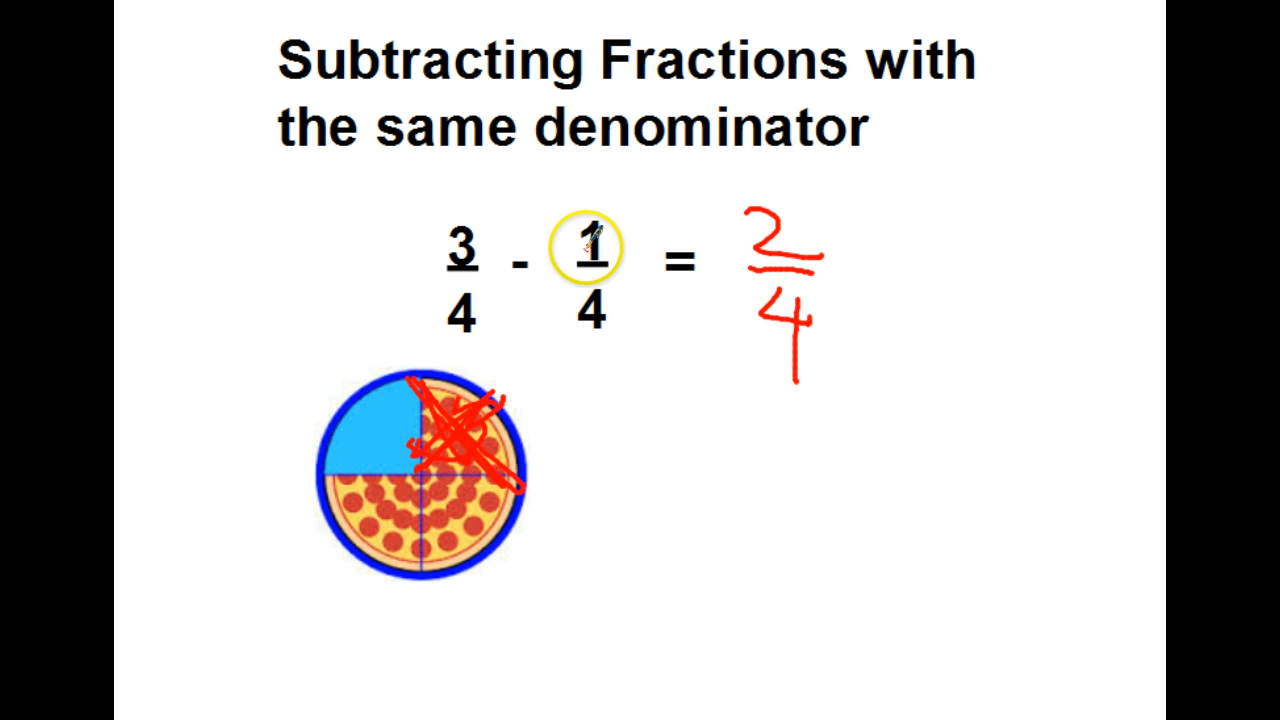 Subtracting Fractions with
the same denominator
3/4 - 1/4 = 2/4